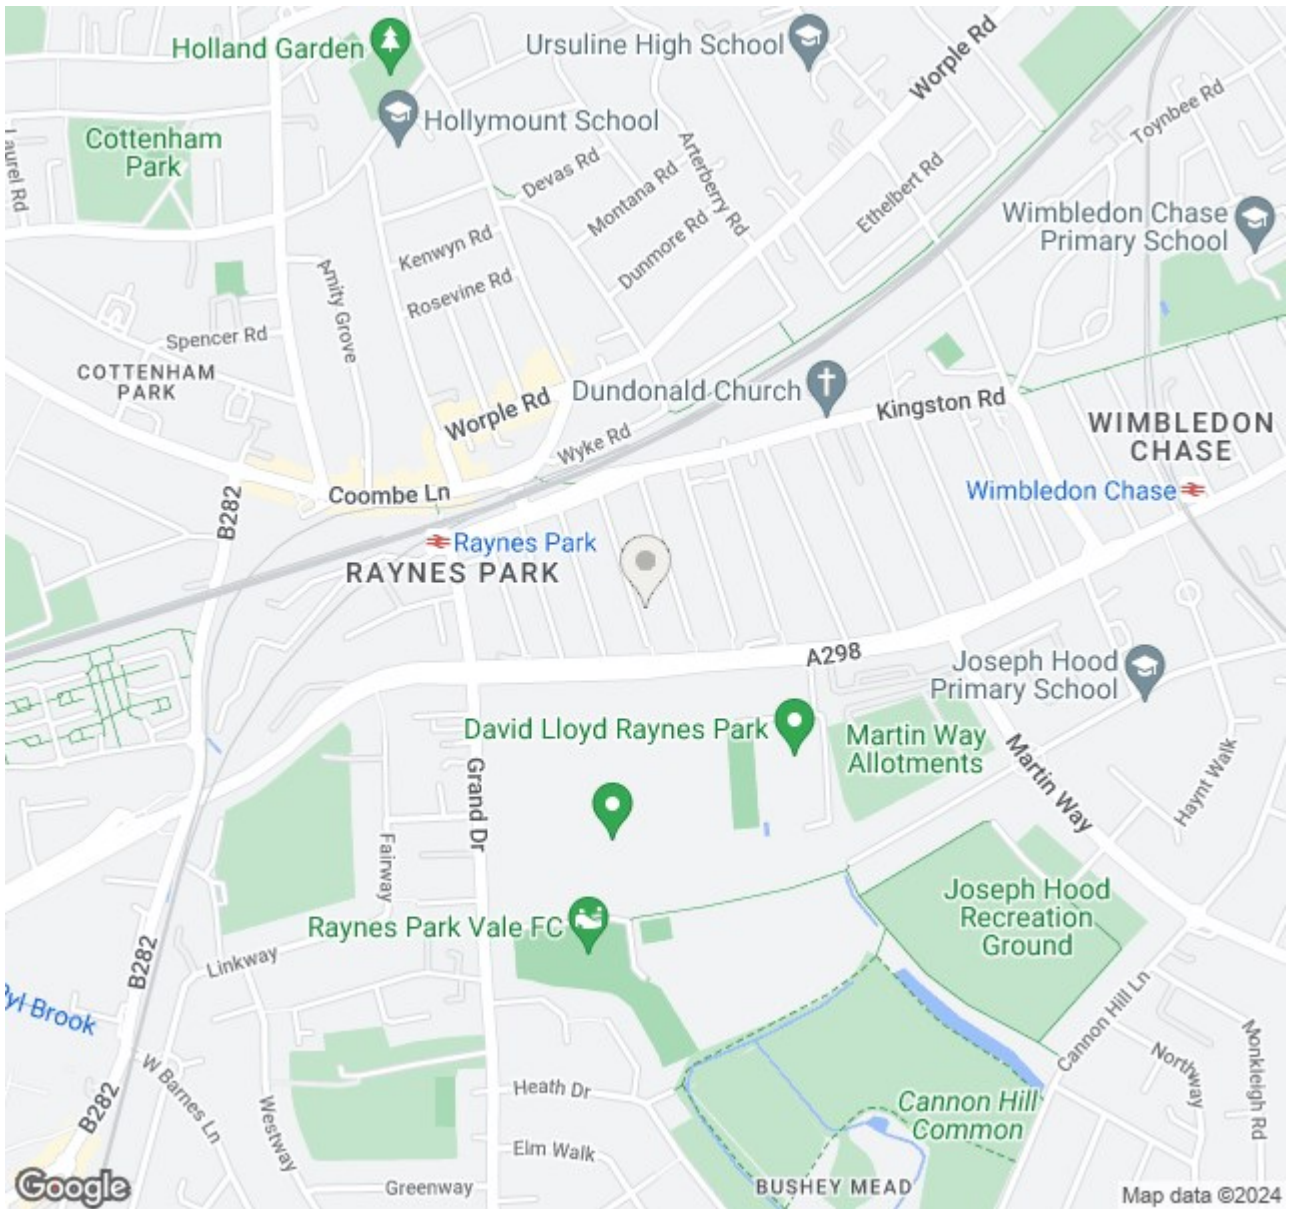 Holland Garden
Ursuline High School
Worple Rd
Hollymount School
Toynbee Rd
Cottenham
Park
Laurel Rd
Devas Rd
Montana Rd
Arterberry Rd
Ethelbert Rd
Wimbledon Chase
Primary School
Kenwyn Rd
Dunmore Rd
Rosevine Rd
Amity Grove
Spencer Rd
COTTENHAM
PARK
Dundonald Church
Kingston Rd
Worple Rd
Wyke Rd
WIMBLEDON
CHASE
Coombe Ln
Wimbledon Chase
B282
Raynes Park
RAYNES PARK
A298
Joseph Hood
Primary School
David Lloyd Raynes Park
Martin Way
Allotments
Martin Way
Haynt Walk
Grand Dr
Fairway
Joseph Hood
Recreation
Ground
Raynes Park Vale FC
Linkway
B282
Pyl Brook
Cannon Hill Ln
Northway
Monkleigh Rd
W Barnes Ln
Heath Dr
Cannon Hill
Common
B282
Westway
Elm Walk
Greenway
BUSHEY MEAD
Google
Map data ©2024